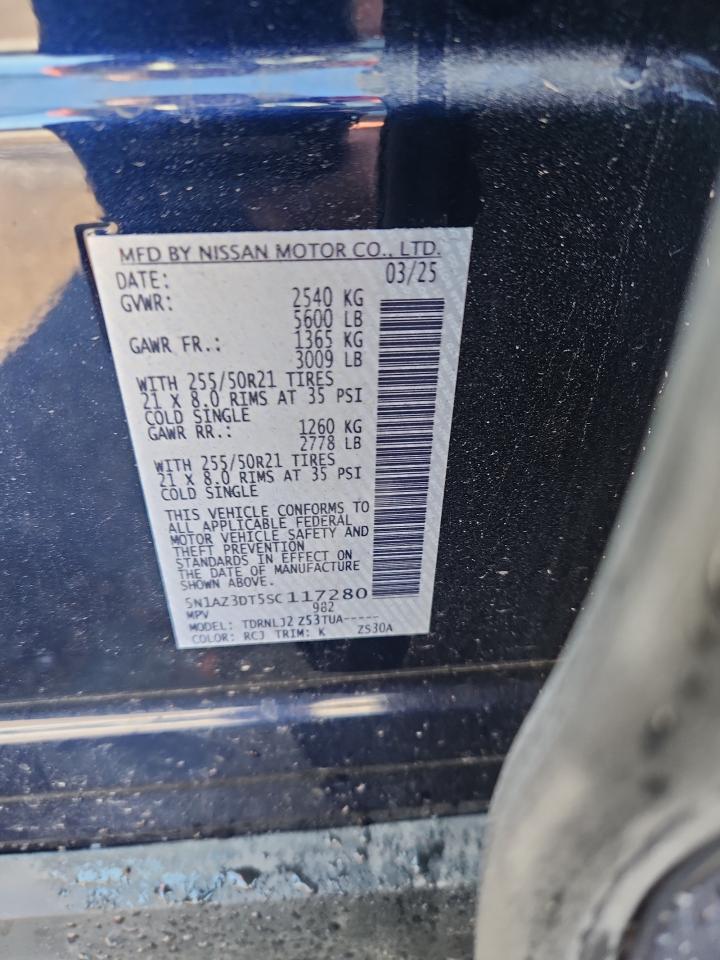 MFD BY NISSAN MOTOR CO., LTD.
DATE: 03/25
GVWR: 2540 KG
5600 LB
GAWR FR.: 1365 KG
3009 LB
WITH 255/50R21 TIRES
21 X 8.0 RIMS AT 35 PSI
COLD SINGLE
GAWR RR.: 1260 KG
2778 LB
WITH 255/50R21 TIRES
21 X 8.0 RIMS AT 35 PSI
COLD SINGLE
THIS VEHICLE CONFORMS TO
ALL APPLICABLE FEDERAL
MOTOR VEHICLE SAFETY AND
THEFT PREVENTION
STANDARDS IN EFFECT ON
THE DATE OF MANUFACTURE
SHOWN ABOVE.
5N1AZ3DT5SC117280
MPV 982
MODEL: TDRNLJ2 Z53TUA-----
COLOR: RCJ TRIM: K ZS30A